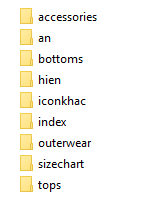 accessories
an
bottoms
hien
iconkhac
index
outerwear
sizechart
tops